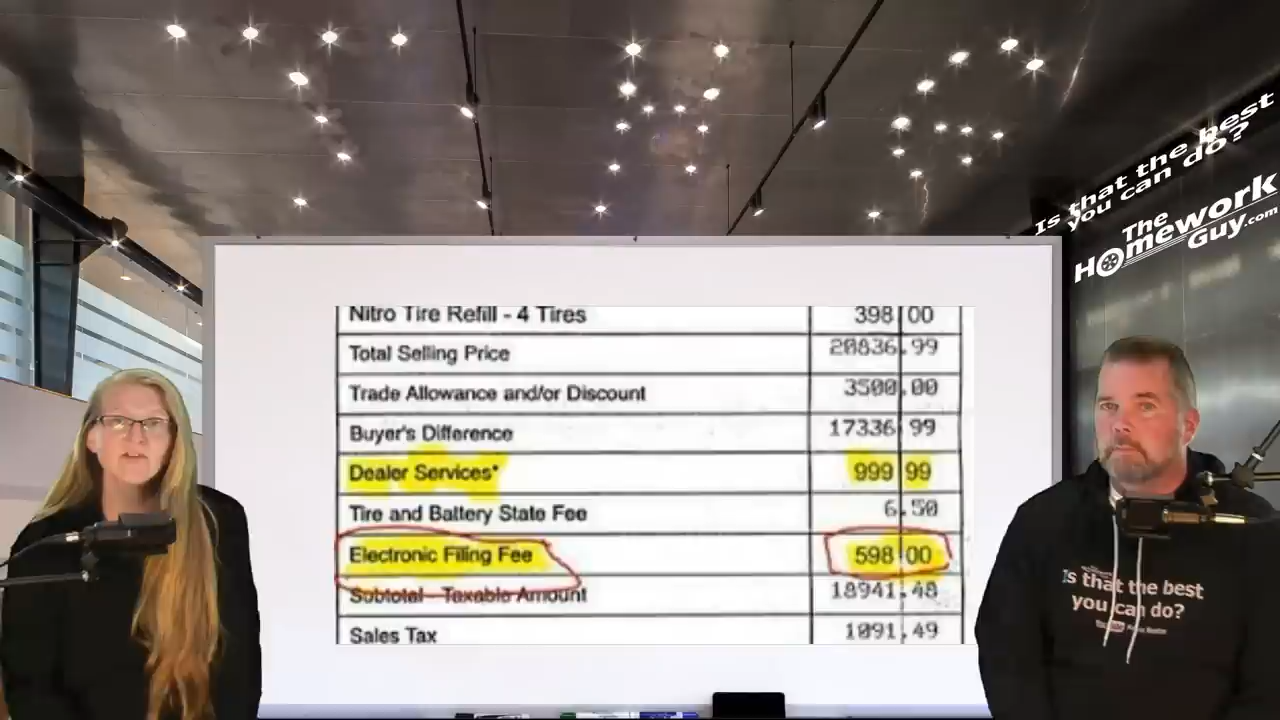 Is that the best
you can do?
The
Homework
Guy.com
Nitro Tire Refill - 4 Tires 398 00
Total Selling Price 20836.99
Trade Allowance and/or Discount 3500.00
Buyer's Difference 17336 99
Dealer Services* 999 99
Tire and Battery State Fee 6.50
Electronic Filing Fee 598 00
Subtotal - Taxable Amount 18941.48
Sales Tax 1091.49
Is that the best
you can do?